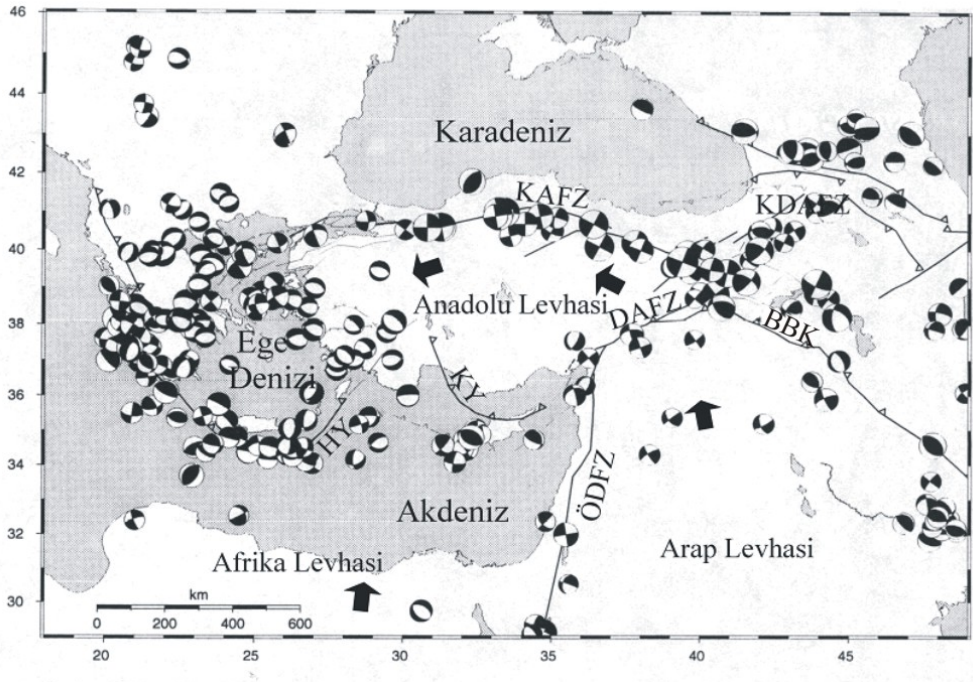 46
44
42
40
38
36
34
32
30
Karadeniz
KAFZ
KDAFZ
Anadolu Levhasi
DAFZ
BBK
Ege
Denizi
KY
HY
ÖDFZ
Akdeniz
Arap Levhasi
Afrika Levhasi
km
0 200 400 600
20 25 30 35 40 45